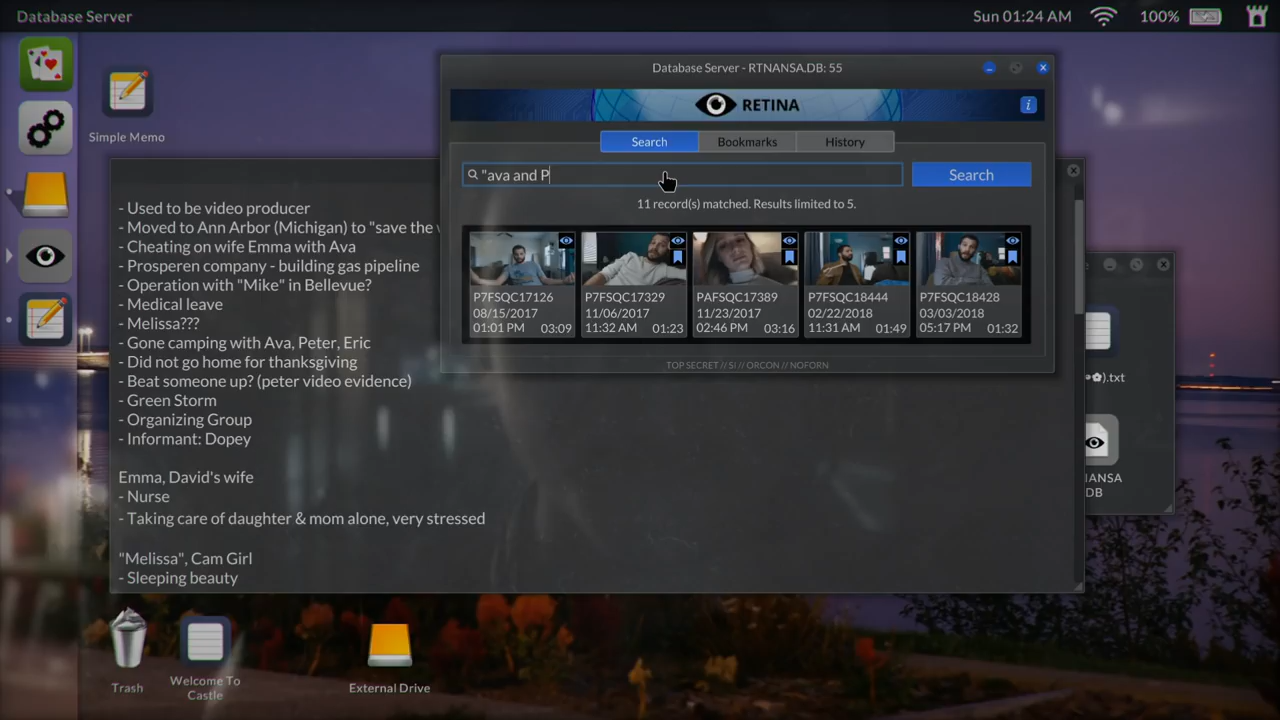 Database Server
Sun 01:24 AM
100%
Simple Memo
Database Server - RTNANSA.DB: 55
RETINA
i
Search
Bookmarks
History
"ava and P
Search
11 record(s) matched. Results limited to 5.
P7FSQC17126
08/15/2017
01:01 PM 03:09
P7FSQC17329
11/06/2017
11:32 AM 01:23
PAFSQC17389
11/23/2017
02:46 PM 03:16
P7FSQC18444
02/22/2018
11:31 AM 01:49
P7FSQC18428
03/03/2018
05:17 PM 01:32
TOP SECRET // SI // ORCON // NOFORN
- Used to be video producer
- Moved to Ann Arbor (Michigan) to "save the
- Cheating on wife Emma with Ava
- Prosperen company - building gas pipeline
- Operation with "Mike" in Bellevue?
- Medical leave
- Melissa???
- Gone camping with Ava, Peter, Eric
- Did not go home for thanksgiving
- Beat someone up? (peter video evidence)
- Green Storm
- Organizing Group
- Informant: Dopey
Emma, David's wife
- Nurse
- Taking care of daughter & mom alone, very stressed
"Melissa", Cam Girl
- Sleeping beauty
✿).txt
ANSA
DB
Trash
Welcome To
Castle
External Drive